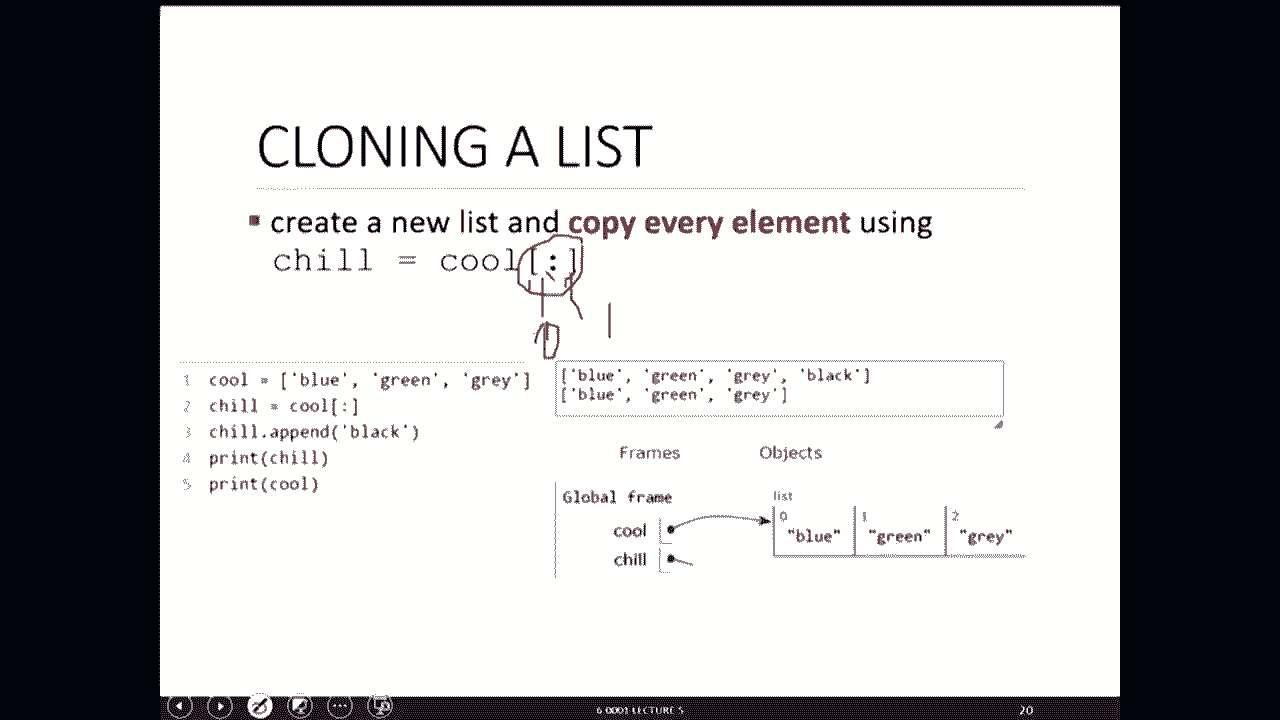 CLONING A LIST
create a new list and copy every element using
chill = cool[:]
0
1 cool = ['blue', 'green', 'grey']
2 chill = cool[:]
3 chill.append('black')
4 print(chill)
5 print(cool)
['blue', 'green', 'grey', 'black']
['blue', 'green', 'grey']
Frames Objects
Global frame
cool
chill
list
0 1 2
"blue" "green" "grey"
6.0001 LECTURE 5
20